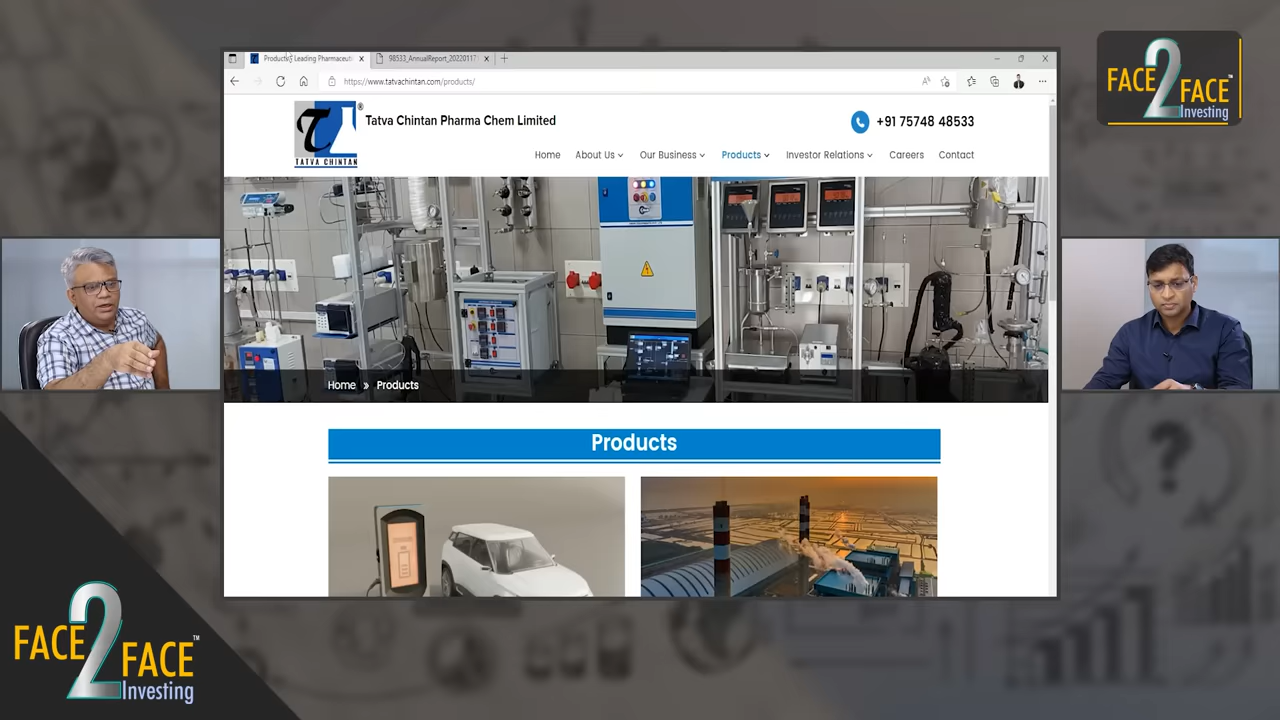 Products - Leading Pharmaceuti
98533_AnnualReport_2022011
https://www.tatvachintan.com/products/
TATVA CHINTAN
®
Tatva Chintan Pharma Chem Limited
+91 75748 48533
Home
About Us
Our Business
Products
Investor Relations
Careers
Contact
Home » Products
Products
FACE
2
FACE™
Investing
FACE
2
FACE™
Investing